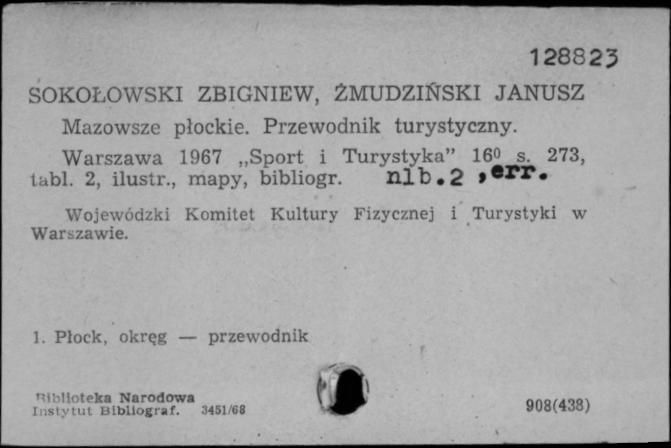 128823
SOKOŁOWSKI ZBIGNIEW, ŻMUDZIŃSKI JANUSZ
Mazowsze płockie. Przewodnik turystyczny.
Warszawa 1967 „Sport i Turystyka” 16⁰ s. 273,
tabl. 2, ilustr., mapy, bibliogr. nlb.2 ,err.
Wojewódzki Komitet Kultury Fizycznej i Turystyki w
Warszawie.
1. Płock, okręg — przewodnik
Biblioteka Narodowa
Instytut Bibliograf. 3451/68
908(438)